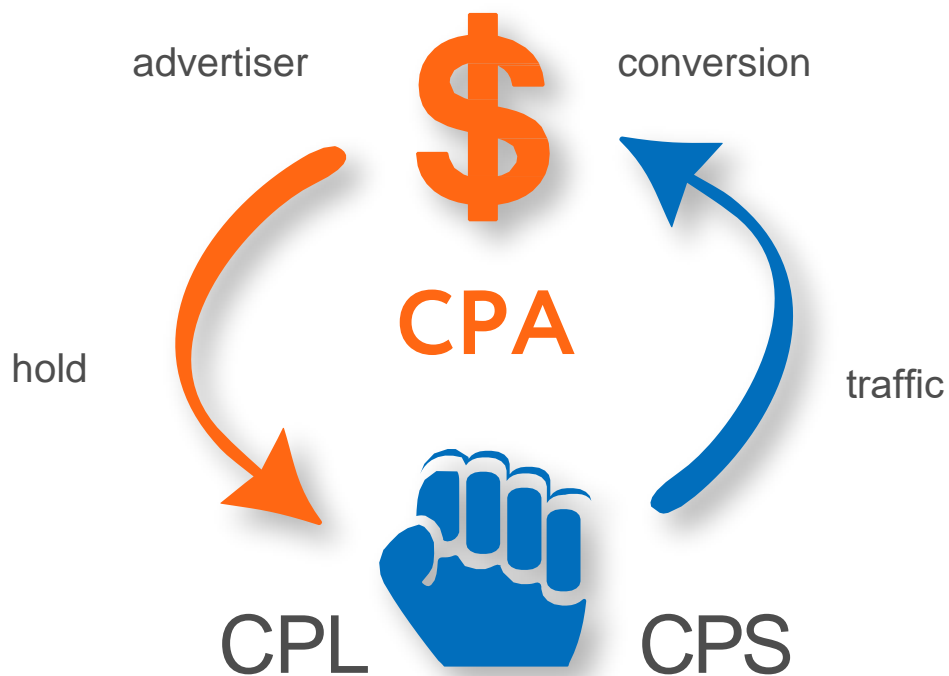 advertiser
$
conversion
CPA
hold
traffic
CPL
CPS